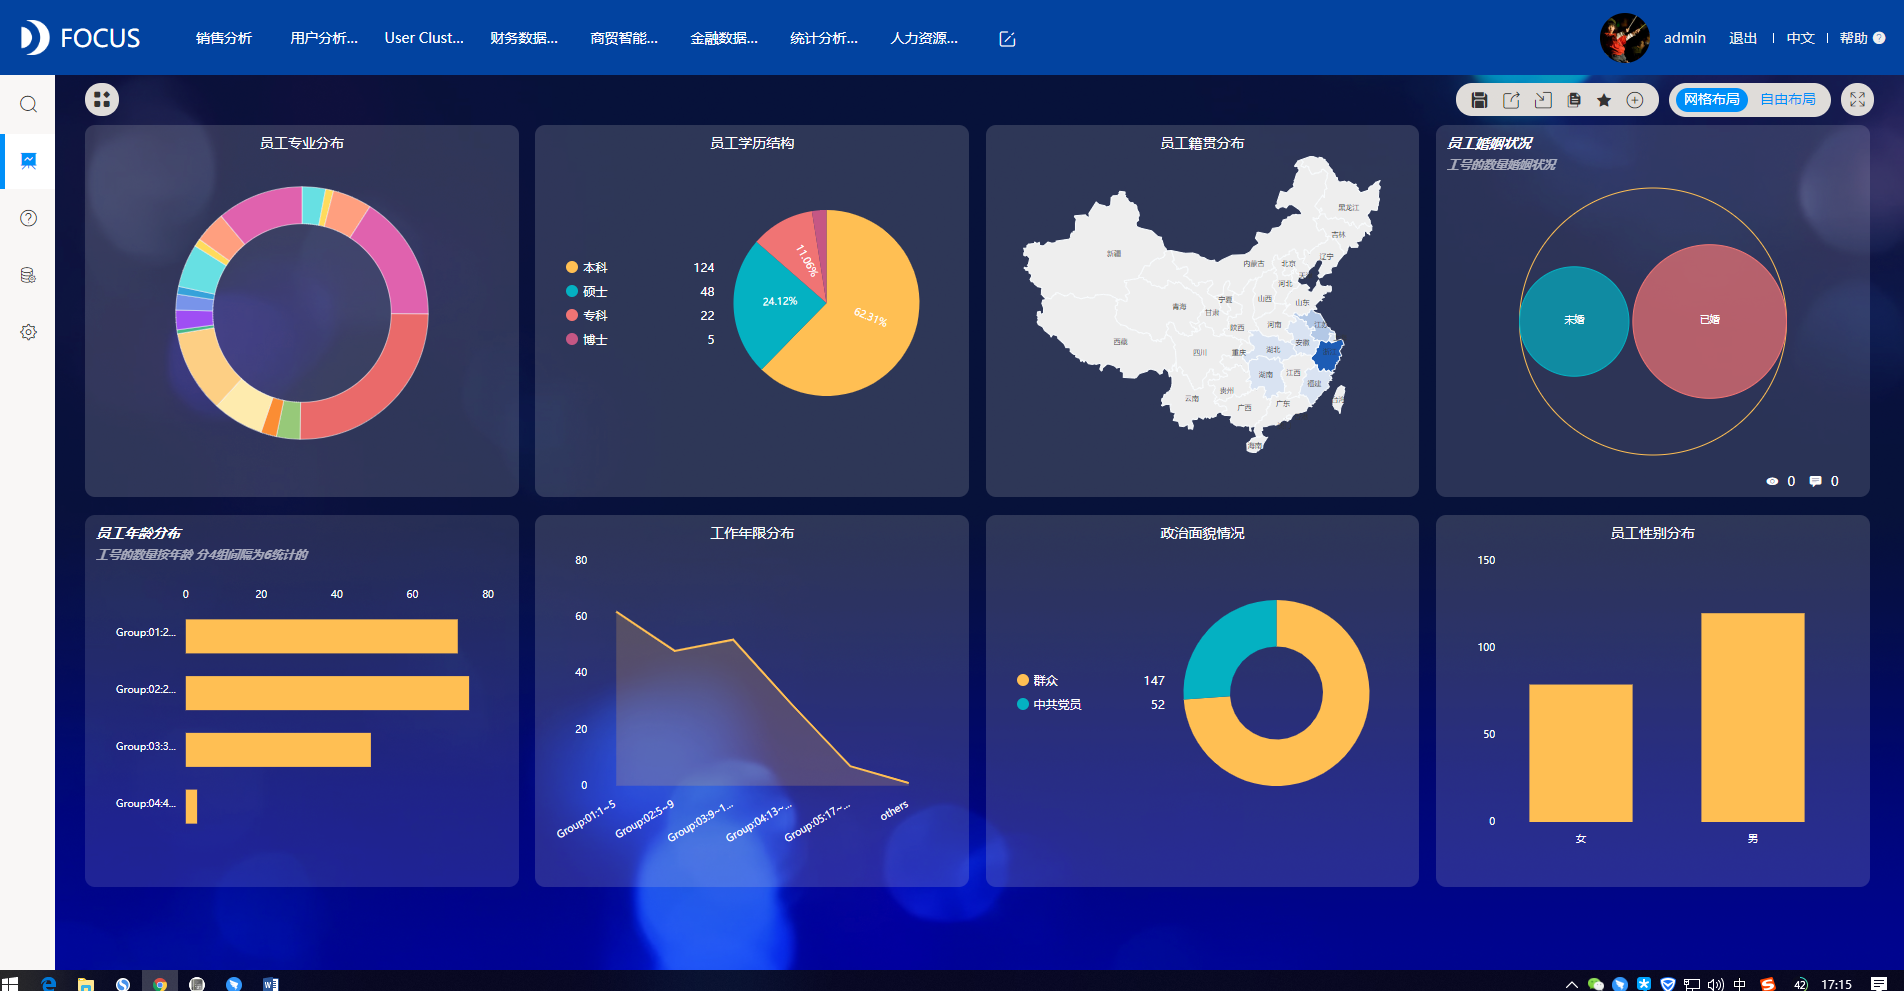 FOCUS
销售分析
用户分析...
User Clust...
财务数据...
商贸智能...
金融数据...
统计分析...
人力资源...
admin
退出
中文
帮助
网格布局
自由布局
员工专业分布
员工学历结构
本科 124
硕士 48
专科 22
博士 5
11.06%
24.12%
62.31%
员工籍贯分布
黑龙江
吉林
辽宁
新疆
内蒙古
北京
河北
山西
山东
宁夏
青海
甘肃
陕西
河南
江苏
安徽
西藏
四川
重庆
湖北
湖南
江西
福建
贵州
云南
广西
广东
台湾
海南
员工婚姻状况
工号的数量婚姻状况
未婚
已婚
0
0
员工年龄分布
工号的数量按年龄 分4组间隔为6统计的
0 20 40 60 80
Group:01:2...
Group:02:2...
Group:03:3...
Group:04:4...
工作年限分布
80
60
40
20
0
Group:01:1~5
Group:02:5~9
Group:03:9~1...
Group:04:13~...
Group:05:17~...
others
政治面貌情况
群众 147
中共党员 52
员工性别分布
150
100
50
0
女
男
中
42
17:15